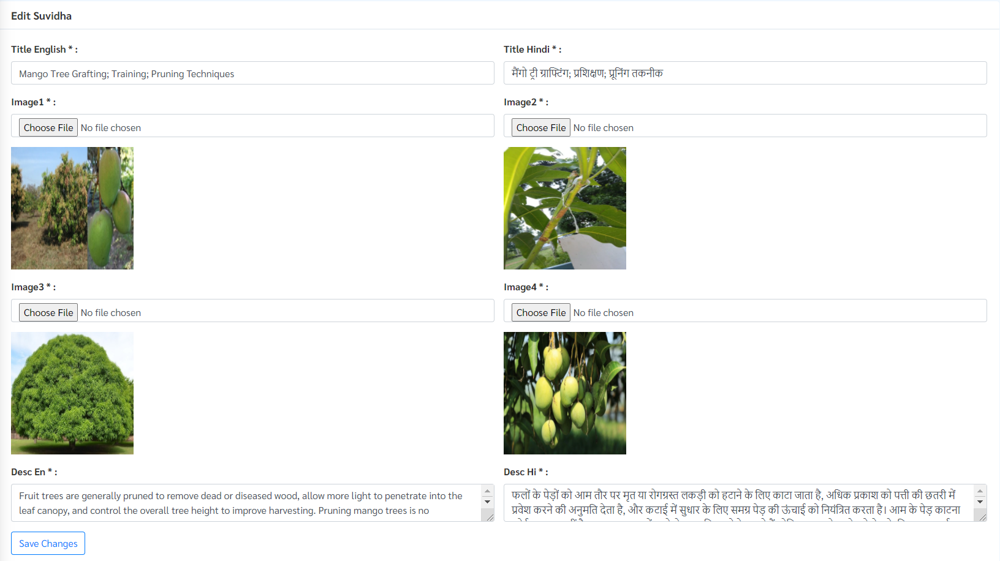 Edit Suvidha
Title English * :
Title Hindi * :
Mango Tree Grafting; Training; Pruning Techniques
मैंगो ट्री ग्राफ्टिंग; प्रशिक्षण; प्रूनिंग तकनीक
Image1 * :
Image2 * :
Choose File No file chosen
Choose File No file chosen
Image3 * :
Image4 * :
Choose File No file chosen
Choose File No file chosen
Desc En * :
Desc Hi * :
Fruit trees are generally pruned to remove dead or diseased wood, allow more light to penetrate into the
leaf canopy, and control the overall tree height to improve harvesting. Pruning mango trees is no
फलों के पेड़ों को आम तौर पर मृत या रोगग्रस्त लकड़ी को हटाने के लिए काटा जाता है, अधिक प्रकाश को पत्ती की छतरी में
प्रवेश करने की अनुमति देता है, और कटाई में सुधार के लिए समग्र पेड़ की ऊंचाई को नियंत्रित करता है। आम के पेड़ काटना
Save Changes